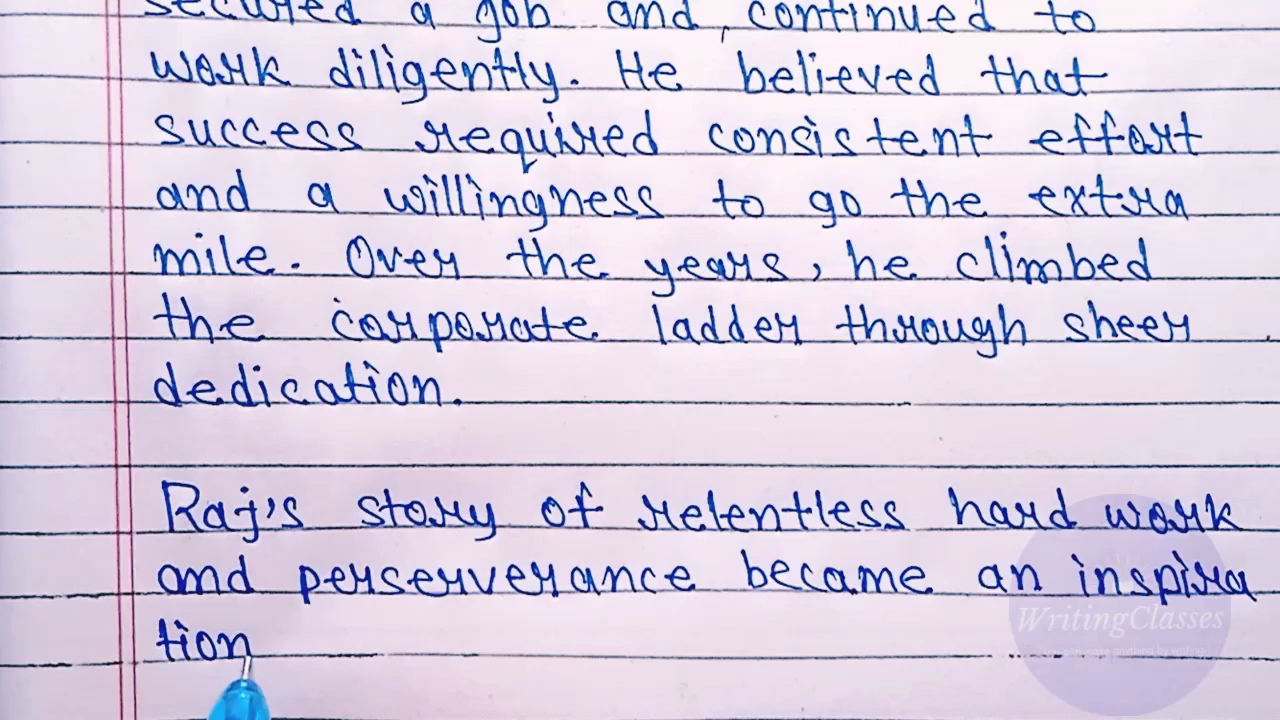 secured a job and, continued to
work diligently. He believed that
success required consistent effort
and a willingness to go the extra
mile. Over the years, he climbed
the corporate ladder through sheer
dedication.
Raj's story of relentless hard work
and perserverance became an inspira
tion
WritingClasses